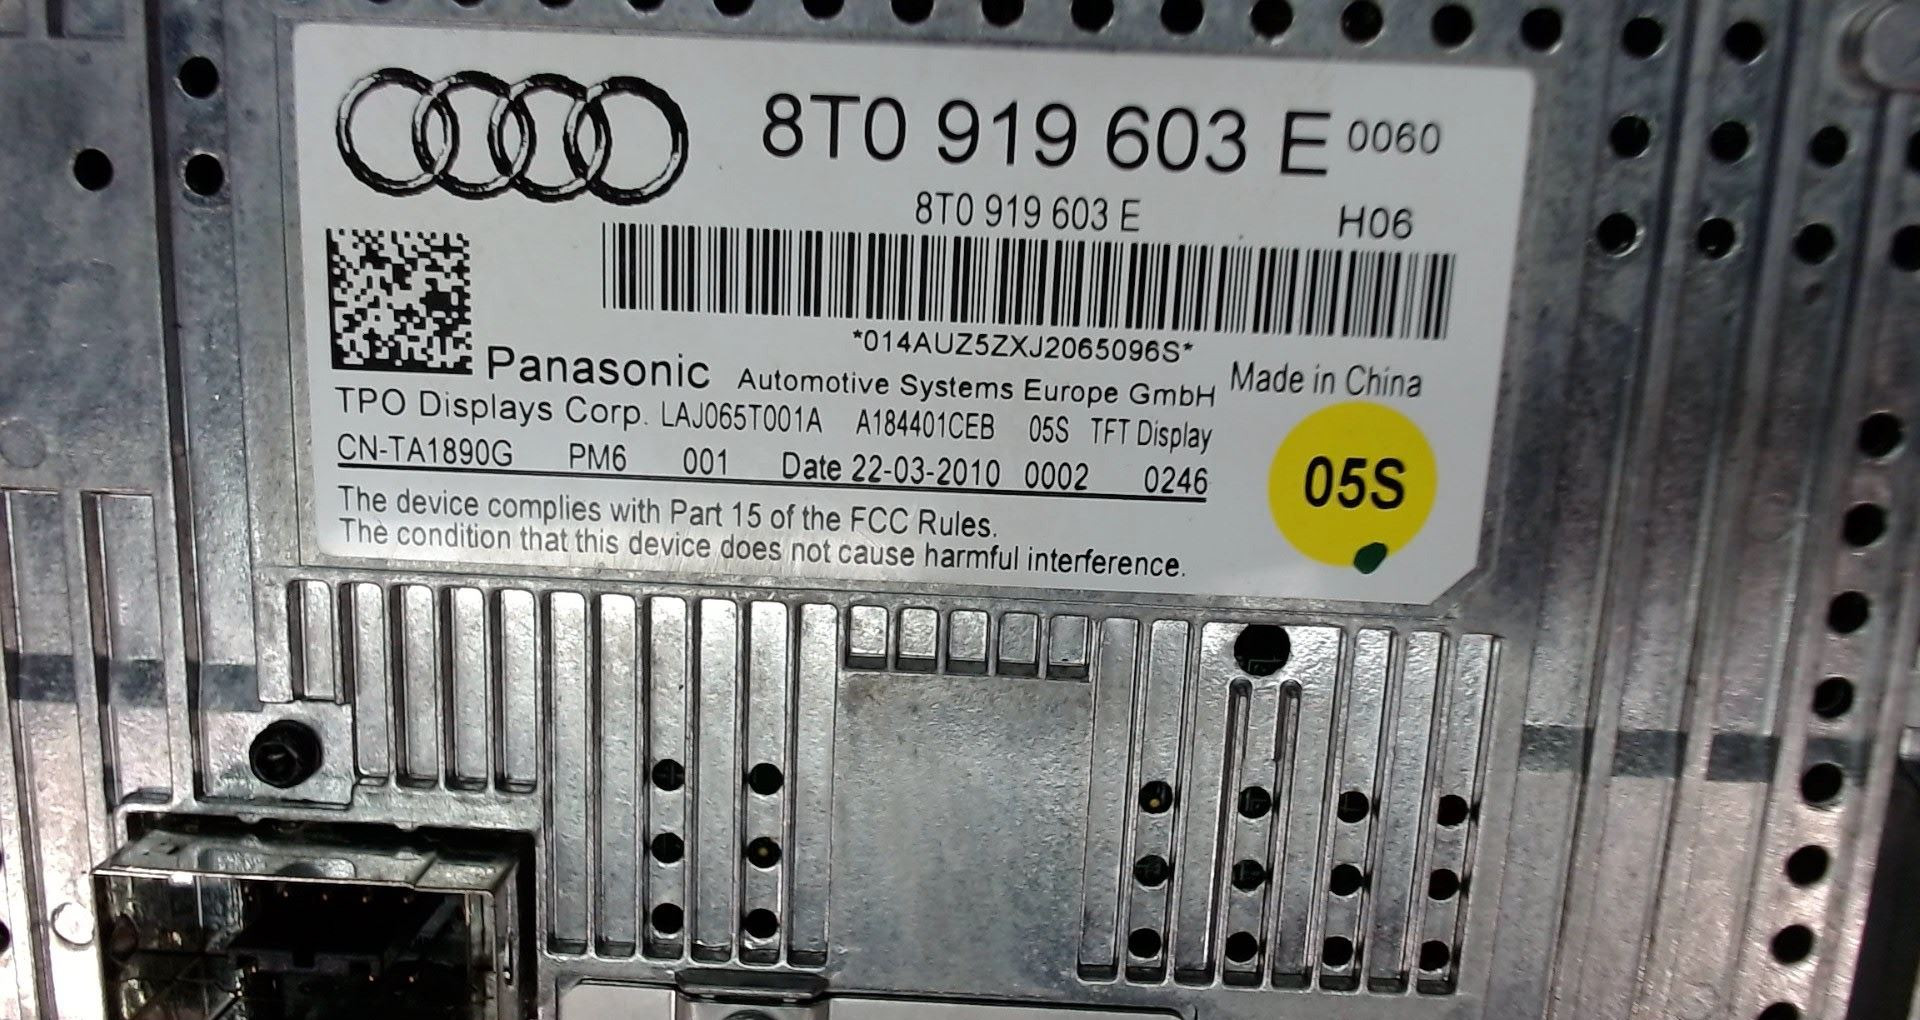 8T0 919 603 E 0060
8T0 919 603 E H06
*014AUZ5ZXJ2065096S*
Panasonic Automotive Systems Europe GmbH Made in China
TPO Displays Corp. LAJ065T001A A184401CEB 05S TFT Display
CN-TA1890G PM6 001 Date 22-03-2010 0002 0246
05S
The device complies with Part 15 of the FCC Rules.
The condition that this device does not cause harmful interference.